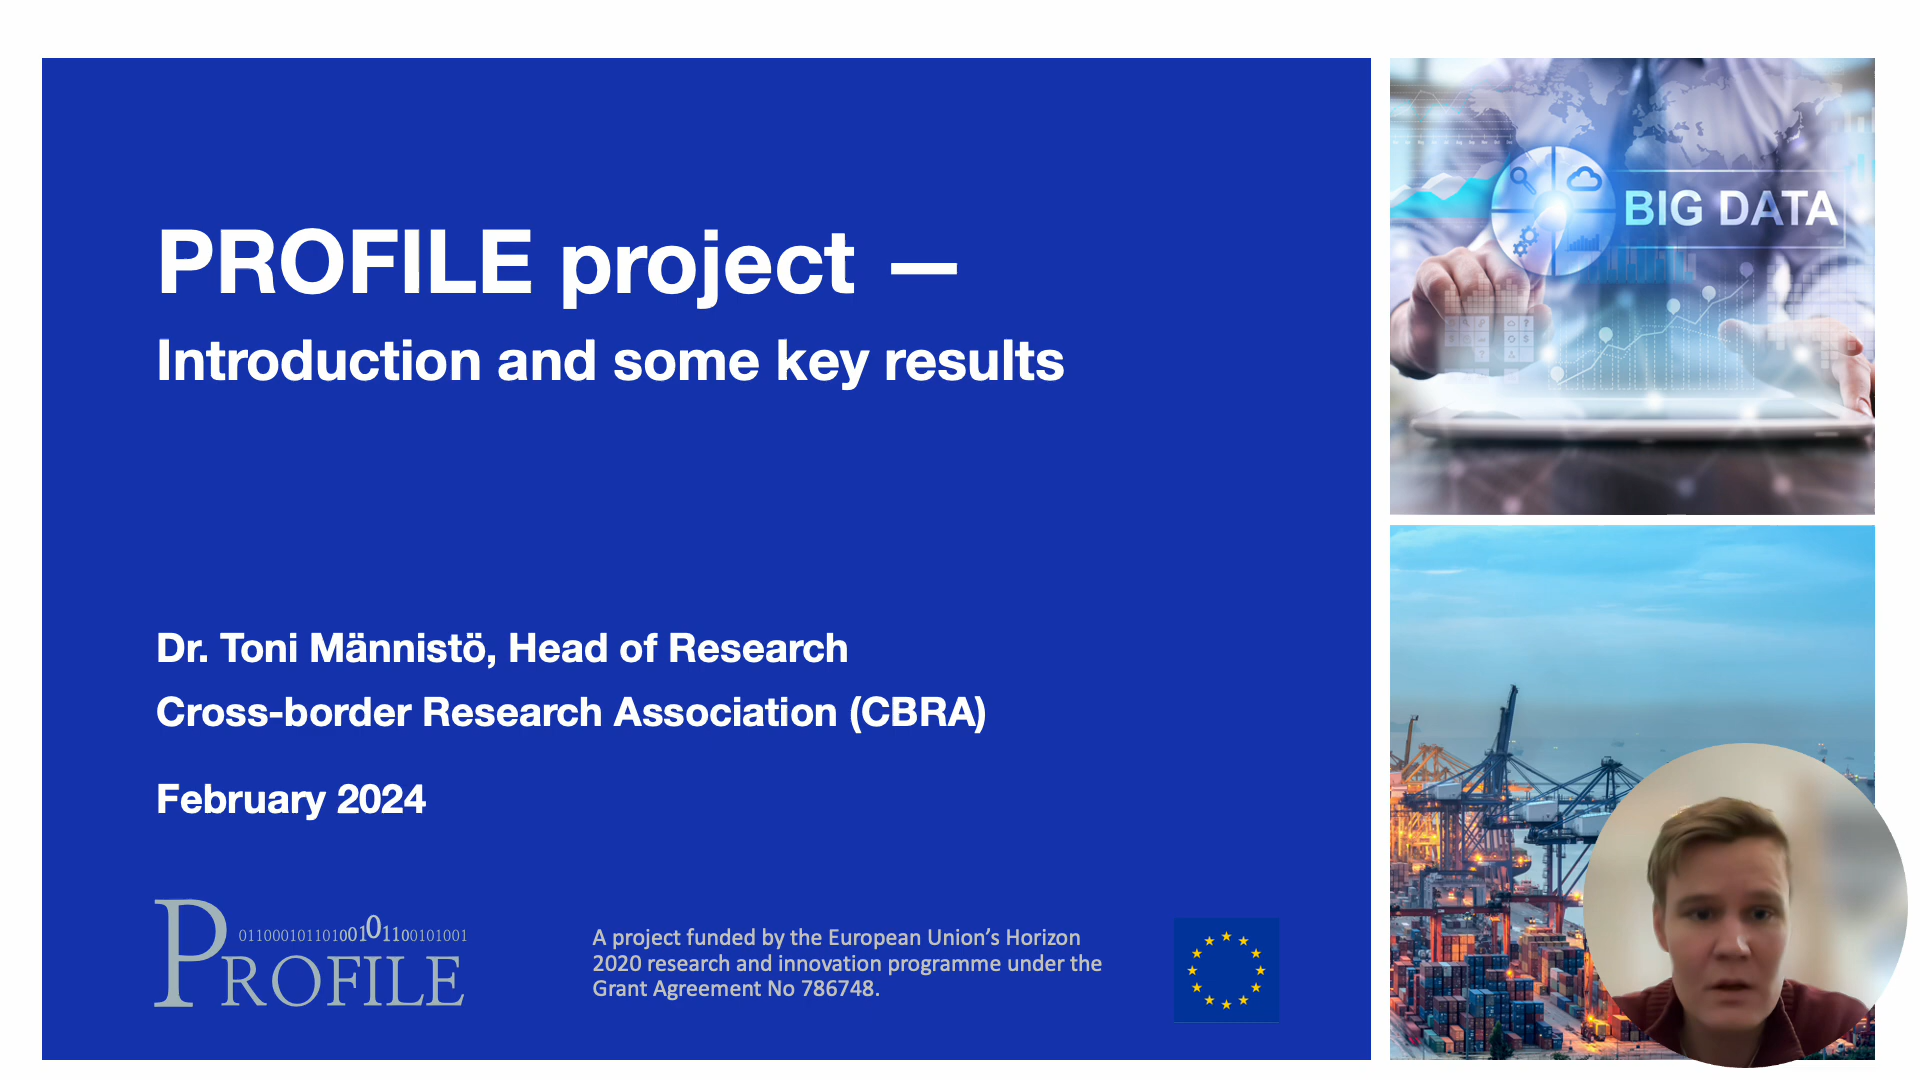 PROFILE project —
Introduction and some key results
Dr. Toni Männistö, Head of Research
Cross-border Research Association (CBRA)
February 2024
011000101101001011100101001
PROFILE
A project funded by the European Union’s Horizon
2020 research and innovation programme under the
Grant Agreement No 786748.
BIG DATA